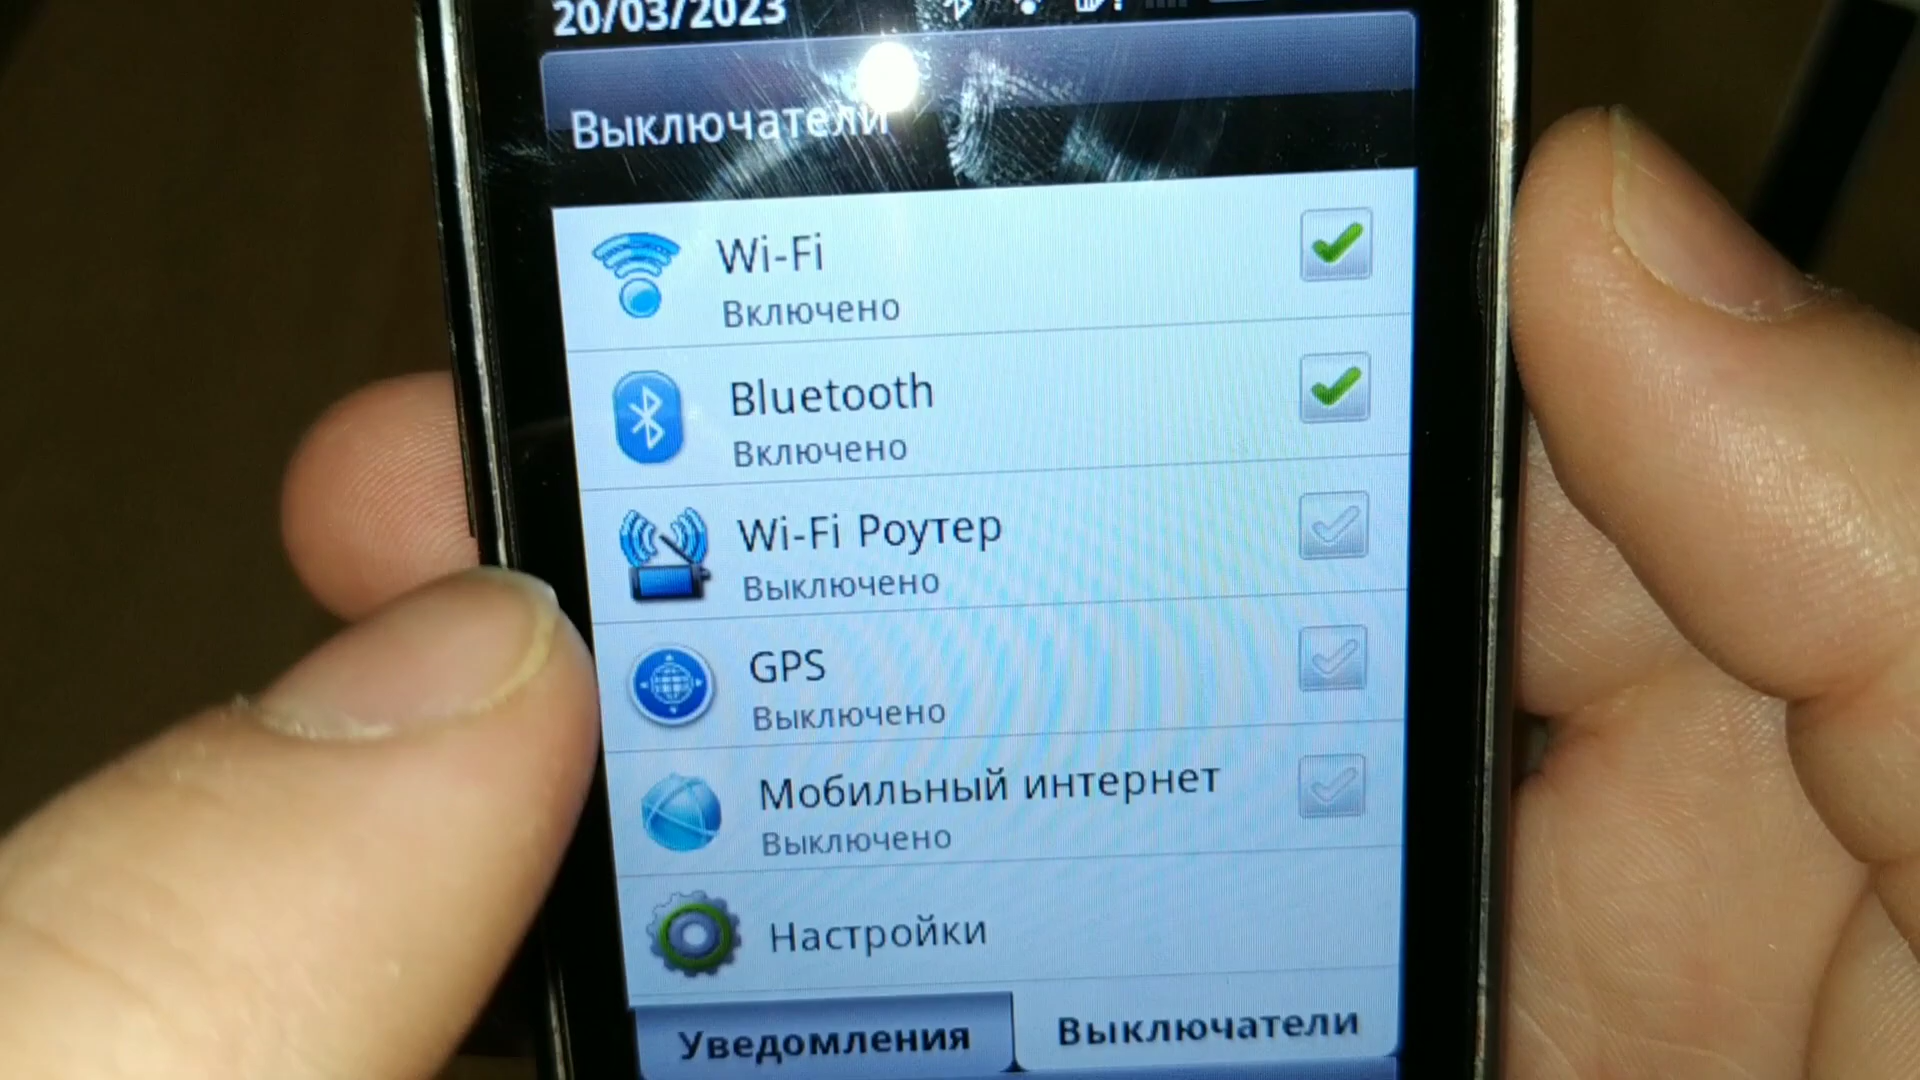 20/03/2023
Выключатели
Wi-Fi
Включено
Bluetooth
Включено
Wi-Fi Роутер
Выключено
GPS
Выключено
Мобильный интернет
Выключено
Настройки
Уведомления
Выключатели